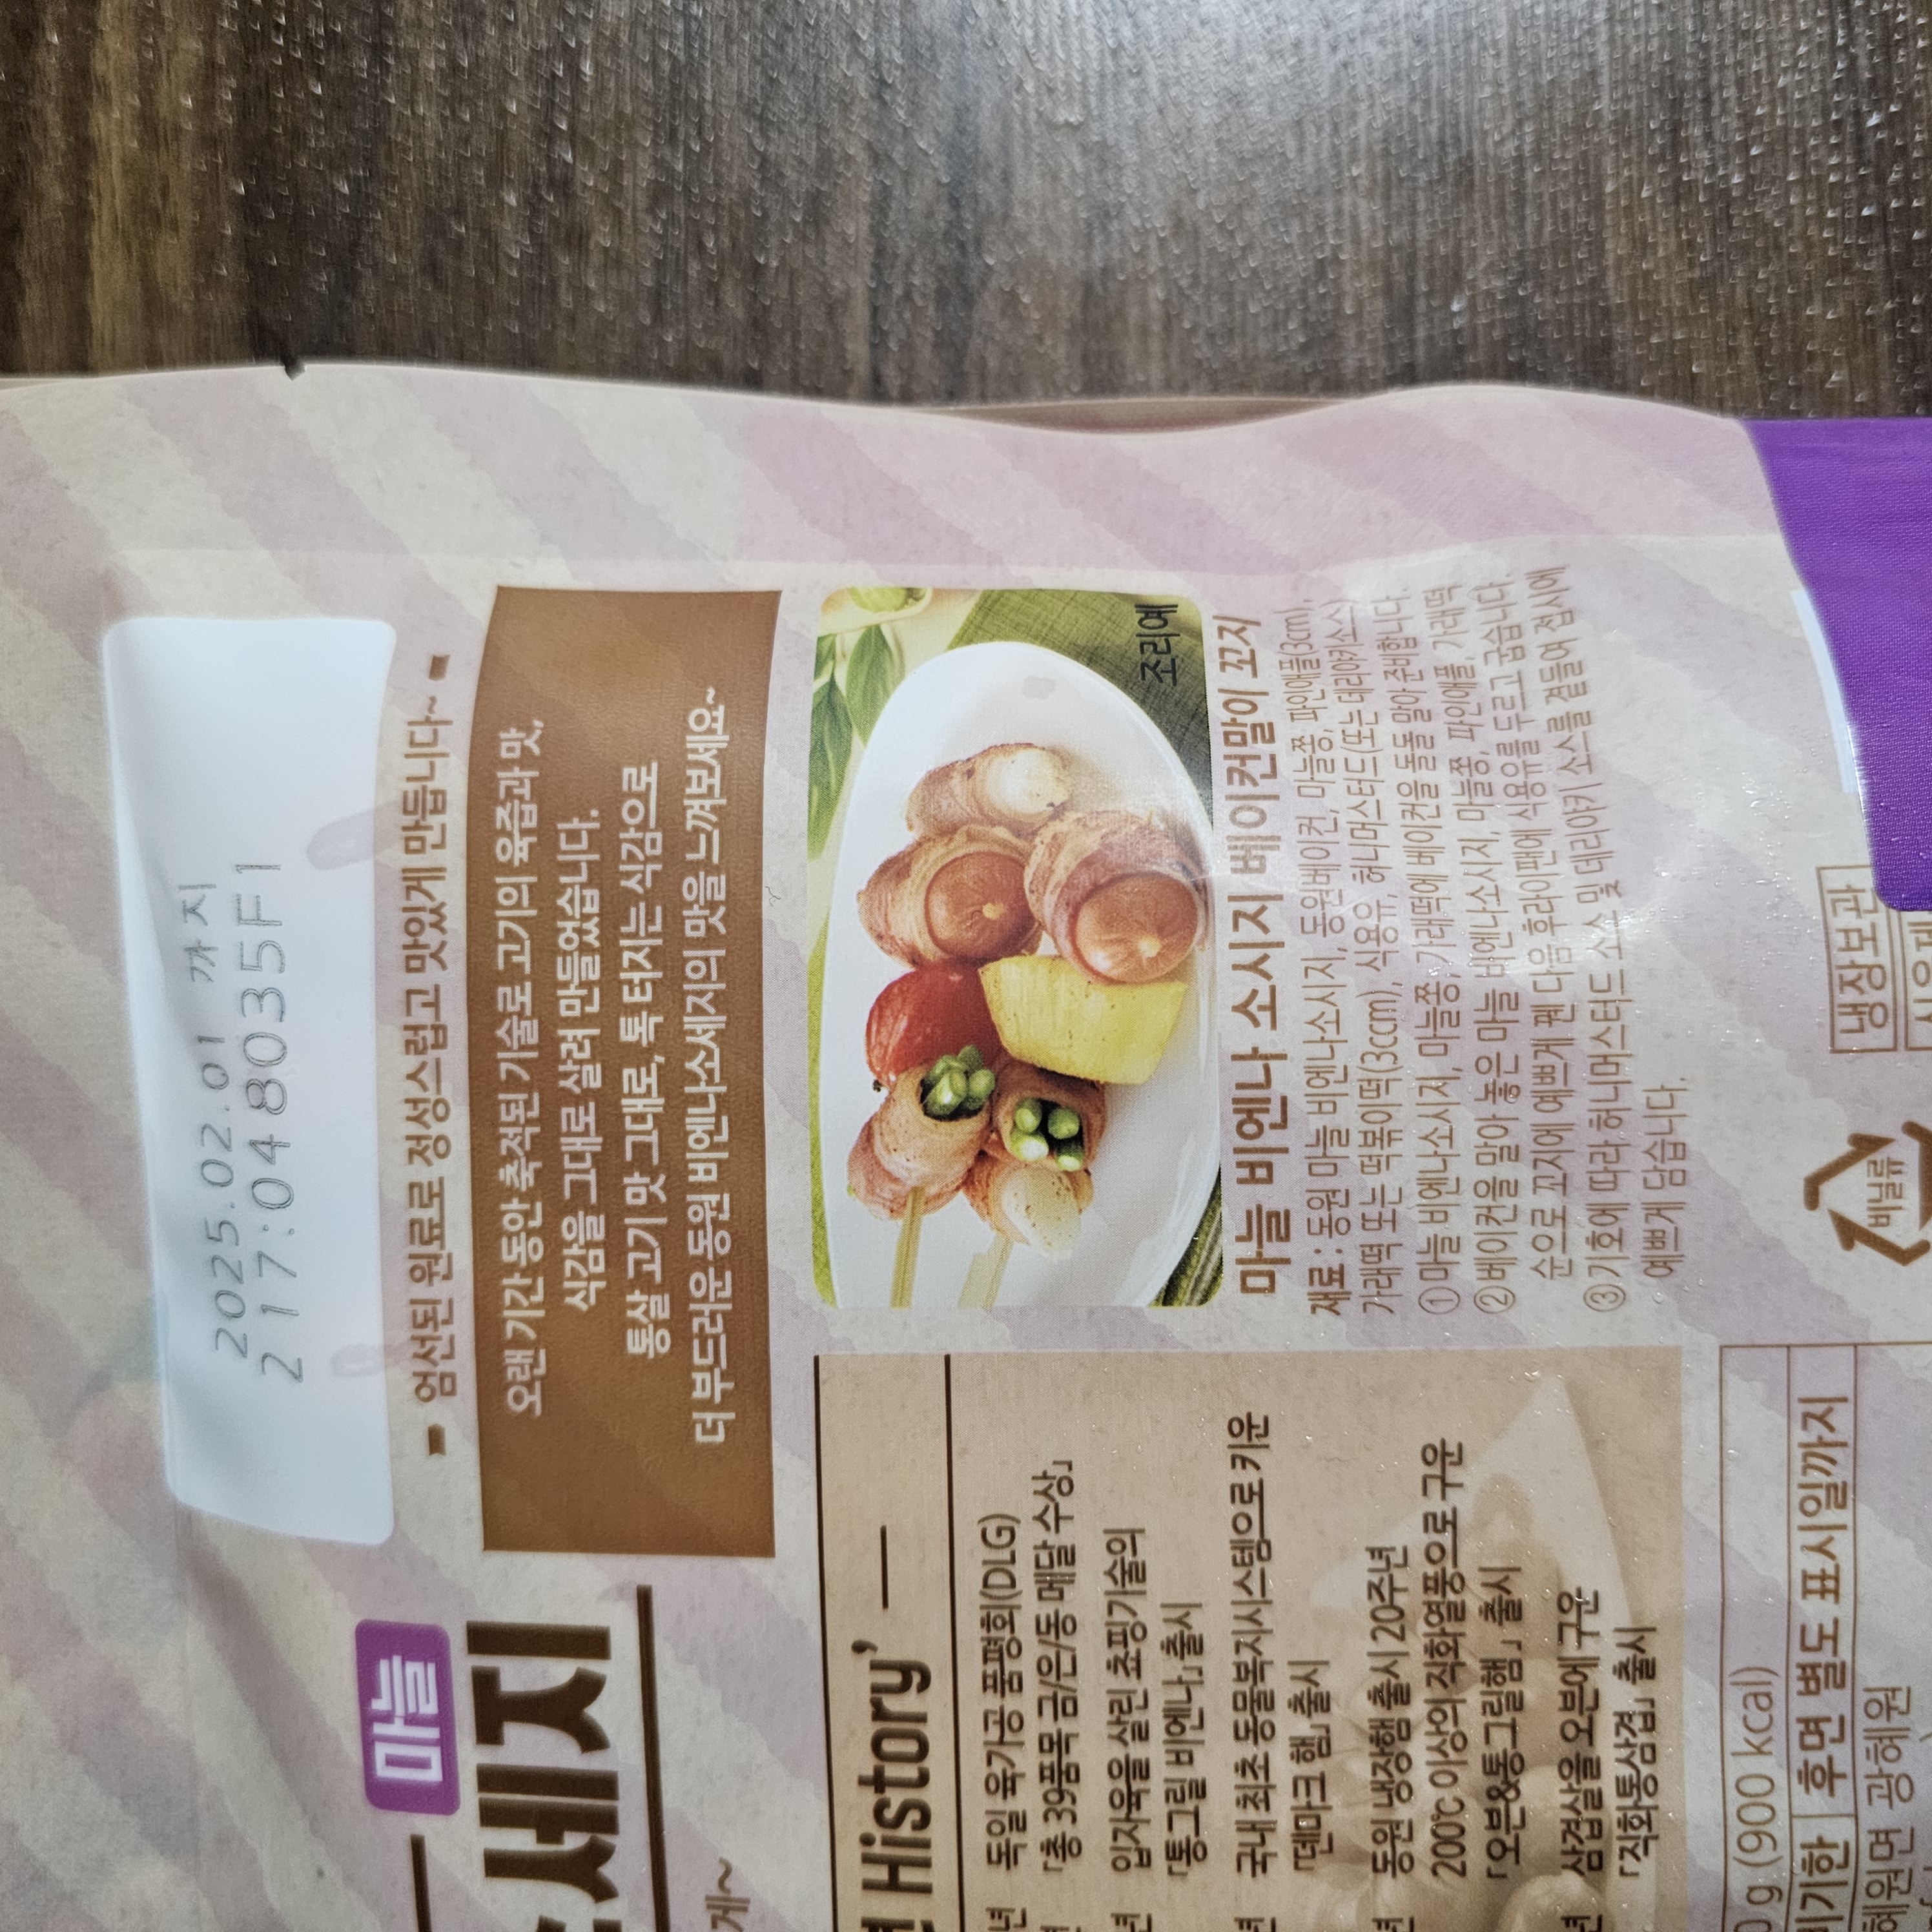 2025.02.01 까지
217:048035F1
엄선된 원료로 정성스럽고 맛있게 만듭니다~
오랜 기간 동안 축적된 기술로 고기의 육즙과 맛,
식감을 그대로 살려 만들었습니다.
통살 고기 맛 그대로, 톡 터지는 식감으로
더 부드러운 동원 비엔나소세지의 맛을 느껴보세요~
조리예
마늘 비엔나 소시지 베이컨말이 꼬지
재료 : 동원 마늘 비엔나소시지, 동원베이컨, 마늘쫑, 파인애플(3cm),
가래떡 또는 떡볶이떡(3ccm), 식용유, 허니머스터드(또는 데리야키소스)
①마늘 비엔나소시지, 마늘쫑, 가래떡에 베이컨을 돌돌 말아 준비합니다.
②베이컨을 말아 놓은 마늘 비엔나소시지, 마늘쫑, 파인애플, 가래떡
순으로 꼬지에 예쁘게 꿴 다음 후라이팬에 식용유를 두르고 굽습니다.
③기호에 따라 허니머스터드 소스 및 데리야키 소스를 곁들여 접시에
예쁘게 담습니다.
마늘
세지
게~
History’
독일 육가공 품평회(DLG)
「총 39품목 금/은/동 메달 수상」
입자육을 살린 초핑기술의
「통그릴 비엔나」 출시
국내 최초 동물복지시스템으로 키운
「덴마크 햄」 출시
동원 냉장햄 출시 20주년
200℃ 이상의 직화열풍으로 구운
「오븐&통그릴햄」 출시
삼겹살을 오븐에 구운
「직화통삼겹」 출시
g (900 kcal)
비기한 후면 별도 표시일까지
혜원면 광혜원
비닐류
냉장보관